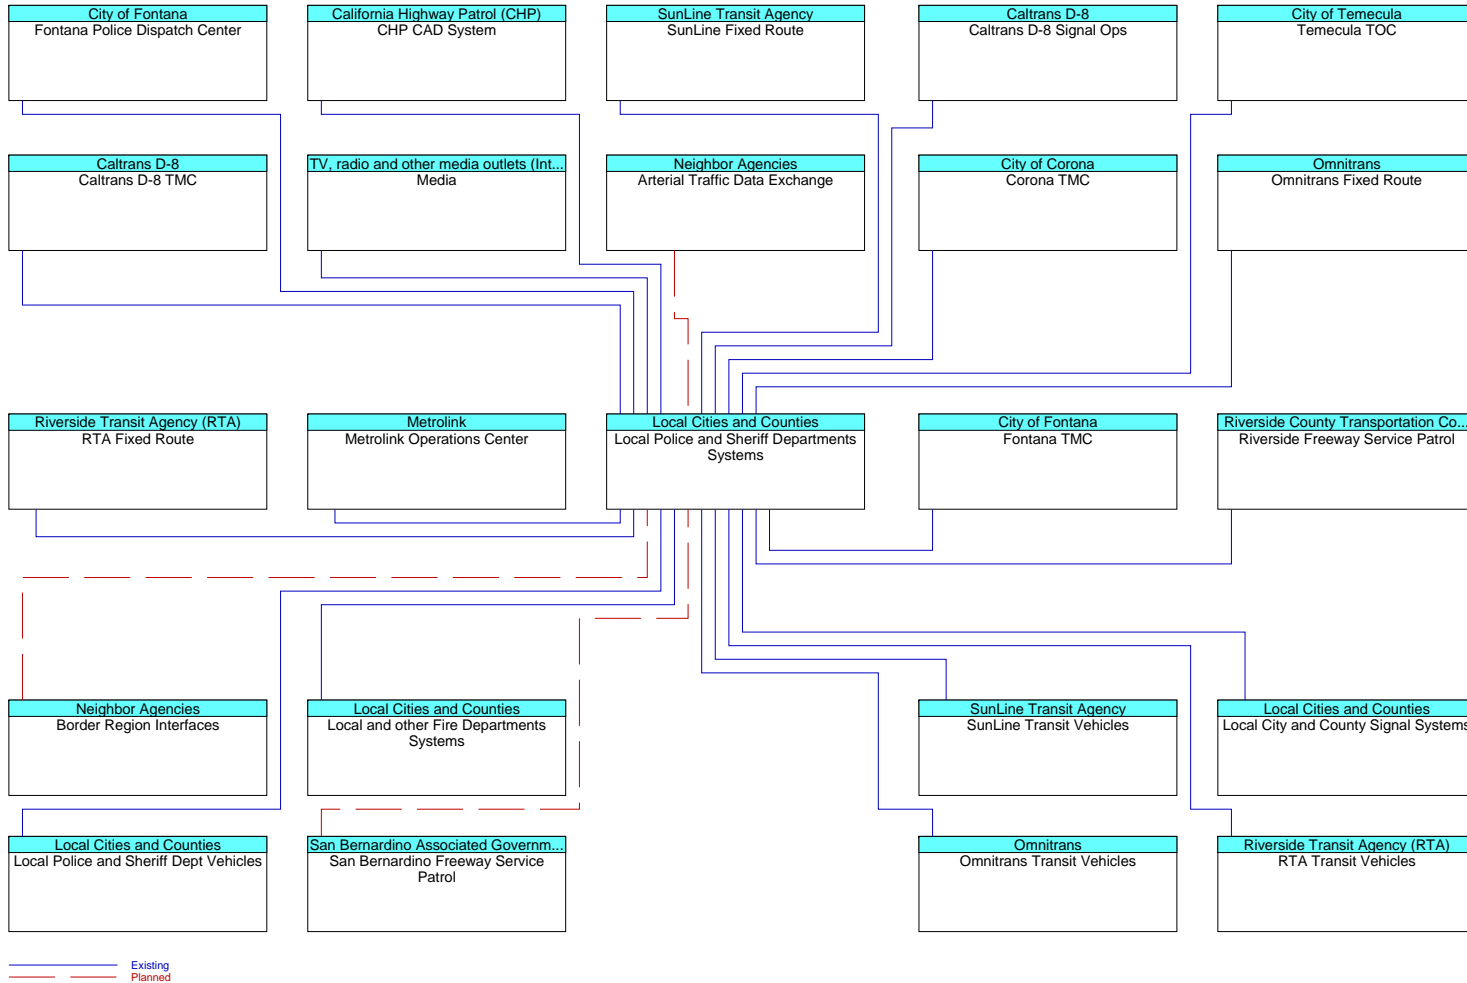 City of Fontana
Fontana Police Dispatch Center
California Highway Patrol (CHP)
CHP CAD System
SunLine Transit Agency
SunLine Fixed Route
Caltrans D-8
Caltrans D-8 Signal Ops
City of Temecula
Temecula TOC
Caltrans D-8
Caltrans D-8 TMC
TV, radio and other media outlets (Int...
Media
Neighbor Agencies
Arterial Traffic Data Exchange
City of Corona
Corona TMC
Omnitrans
Omnitrans Fixed Route
Riverside Transit Agency (RTA)
RTA Fixed Route
Metrolink
Metrolink Operations Center
Local Cities and Counties
Local Police and Sheriff Departments
Systems
City of Fontana
Fontana TMC
Riverside County Transportation Co...
Riverside Freeway Service Patrol
Neighbor Agencies
Border Region Interfaces
Local Cities and Counties
Local and other Fire Departments
Systems
SunLine Transit Agency
SunLine Transit Vehicles
Local Cities and Counties
Local City and County Signal Systems
Local Cities and Counties
Local Police and Sheriff Dept Vehicles
San Bernardino Associated Governm...
San Bernardino Freeway Service
Patrol
Omnitrans
Omnitrans Transit Vehicles
Riverside Transit Agency (RTA)
RTA Transit Vehicles
Existing
Planned